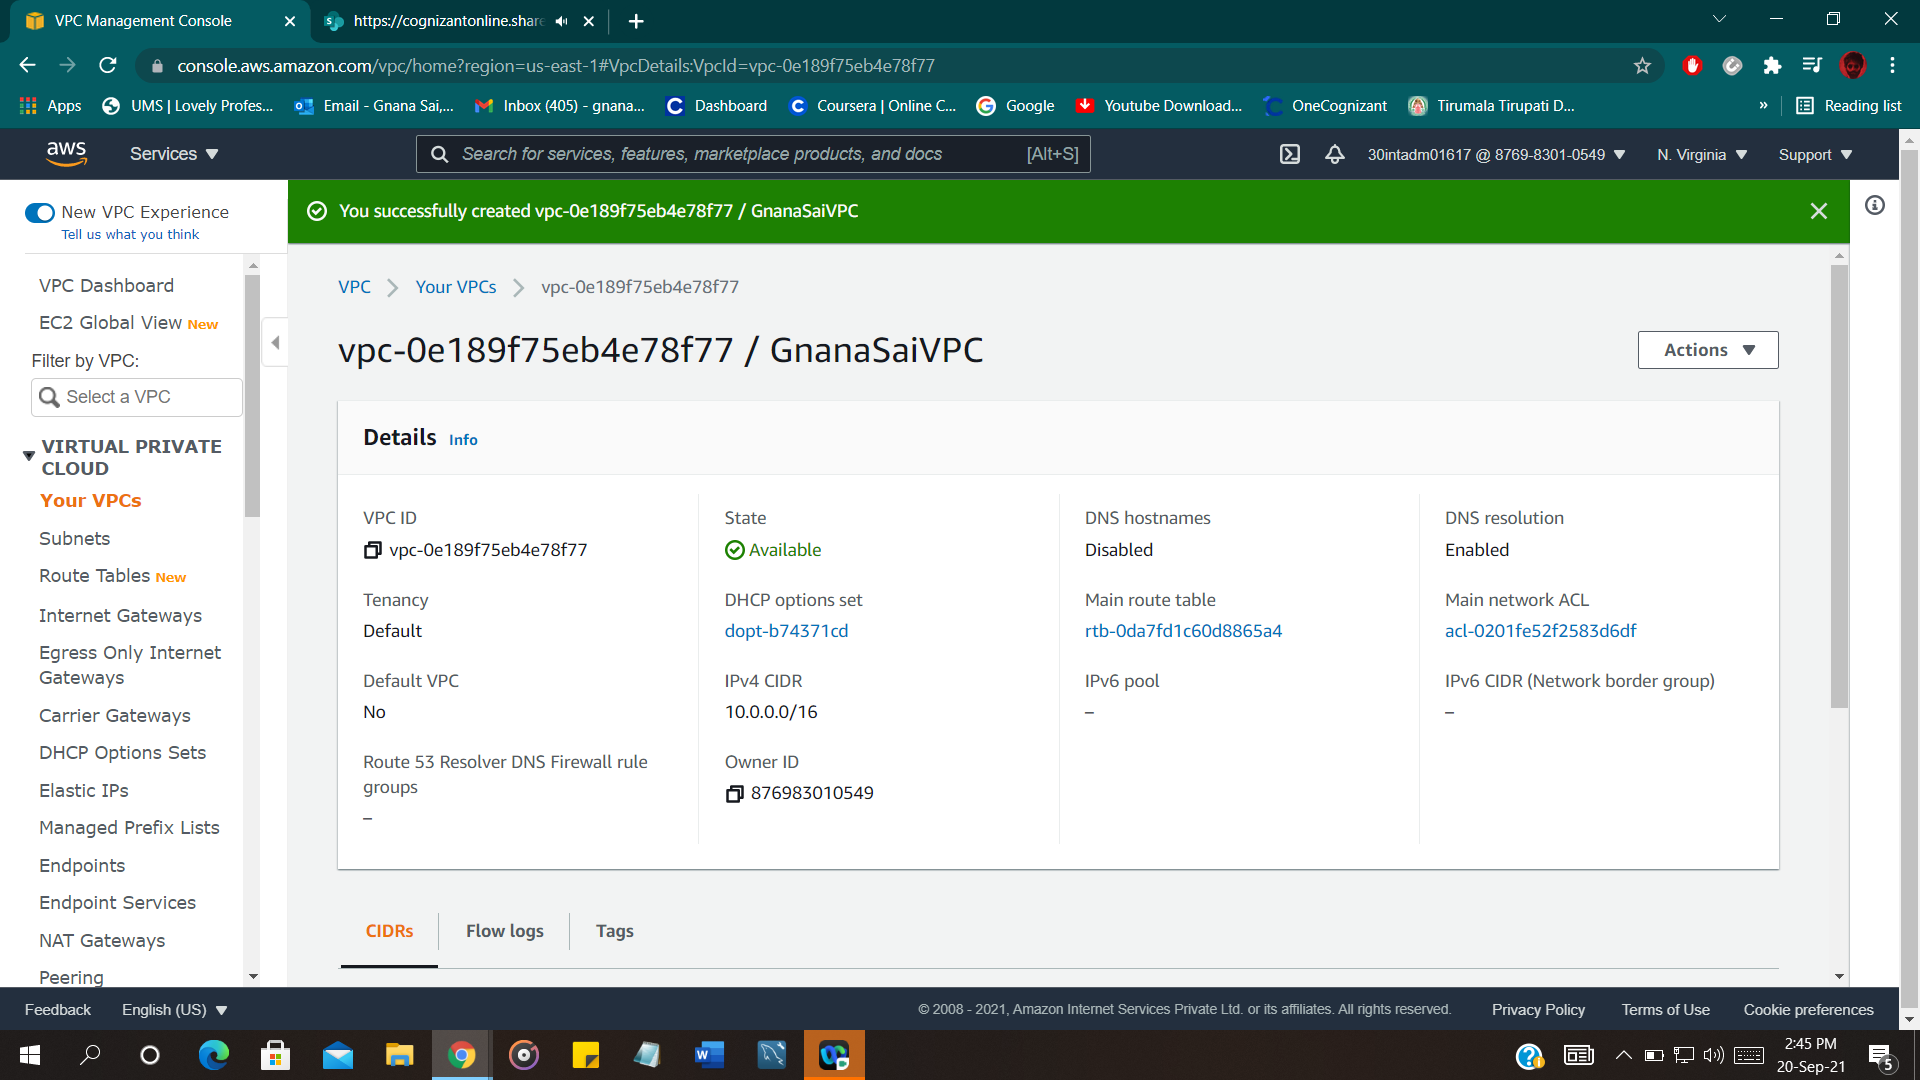 VPC Management Console
https://cognizantonline.share
console.aws.amazon.com/vpc/home?region=us-east-1#VpcDetails:VpcId=vpc-0e189f75eb4e78f77
Apps UMS | Lovely Profes... Email - Gnana Sai,... Inbox (405) - gnana... Dashboard Coursera | Online C... Google Youtube Download... OneCognizant Tirumala Tirupati D... » Reading list
aws Services Search for services, features, marketplace products, and docs [Alt+S] 30intadm01617 @ 8769-8301-0549 N. Virginia Support
New VPC Experience
Tell us what you think
You successfully created vpc-0e189f75eb4e78f77 / GnanaSaiVPC
VPC Dashboard
EC2 Global View New
Filter by VPC:
Select a VPC
VIRTUAL PRIVATE
CLOUD
Your VPCs
Subnets
Route Tables New
Internet Gateways
Egress Only Internet
Gateways
Carrier Gateways
DHCP Options Sets
Elastic IPs
Managed Prefix Lists
Endpoints
Endpoint Services
NAT Gateways
Peering
VPC Your VPCs vpc-0e189f75eb4e78f77
vpc-0e189f75eb4e78f77 / GnanaSaiVPC
Actions
Details Info
VPC ID
vpc-0e189f75eb4e78f77
State
Available
DNS hostnames
Disabled
DNS resolution
Enabled
Tenancy
Default
DHCP options set
dopt-b74371cd
Main route table
rtb-0da7fd1c60d8865a4
Main network ACL
acl-0201fe52f2583d6df
Default VPC
No
IPv4 CIDR
10.0.0.0/16
IPv6 pool
–
IPv6 CIDR (Network border group)
–
Route 53 Resolver DNS Firewall rule
groups
–
Owner ID
876983010549
CIDRs Flow logs Tags
Feedback English (US) © 2008 - 2021, Amazon Internet Services Private Ltd. or its affiliates. All rights reserved. Privacy Policy Terms of Use Cookie preferences
2:45 PM
20-Sep-21
5